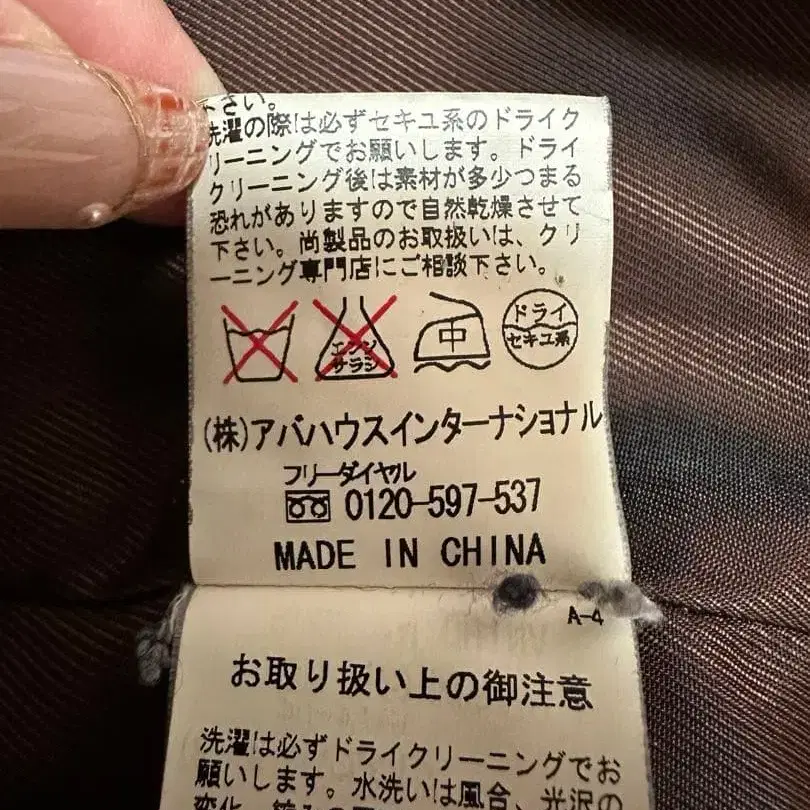 下さい。
洗濯の際は必ずセキユ系のドライク
リーニングでお願いします。ドライ
クリーニング後は素材が多少つまる
恐れがありますので自然乾燥させて
下さい。尚製品のお取扱いは、クリ
ーニング専門店にご相談下さい。
エンソ
サラシ
中
ドライ
セキユ系
(株)アバハウスインターナショナル
フリーダイヤル
0120-597-537
MADE IN CHINA
A-4
お取り扱い上の御注意
洗濯は必ずドライクリーニングでお
願いします。水洗いは風合、光沢の